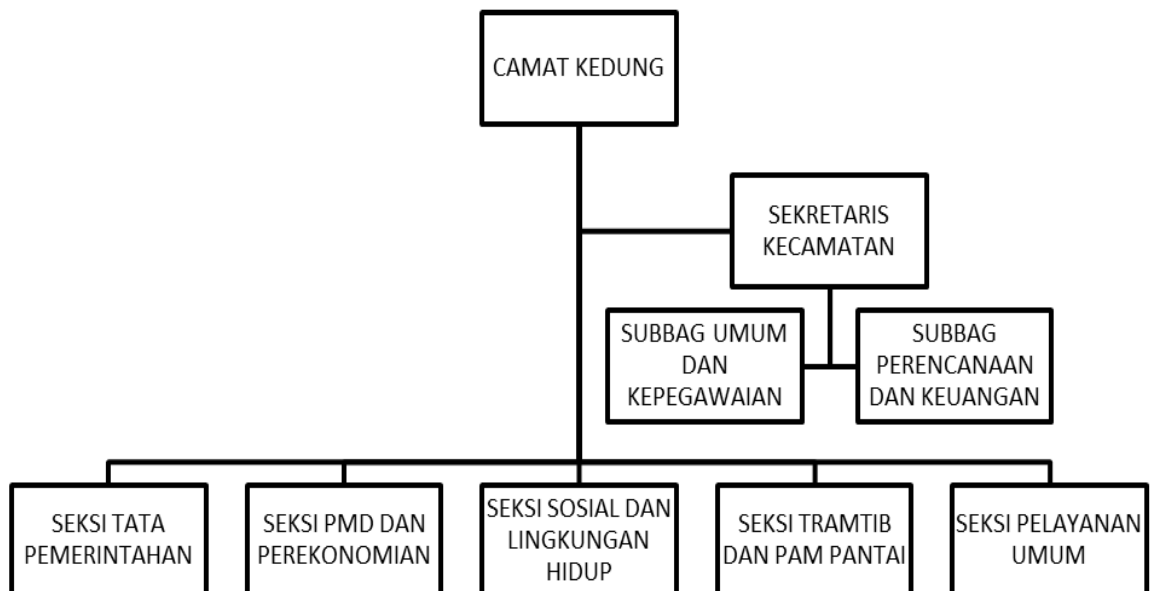 CAMAT KEDUNG
SEKRETARIS
KECAMATAN
SUBBAG UMUM
DAN
KEPEGAWAIAN
SUBBAG
PERENCANAAN
DAN KEUANGAN
SEKSI TATA
PEMERINTAHAN
SEKSI PMD DAN
PEREKONOMIAN
SEKSI SOSIAL DAN
LINGKUNGAN
HIDUP
SEKSI TRAMTIB
DAN PAM PANTAI
SEKSI PELAYANAN
UMUM